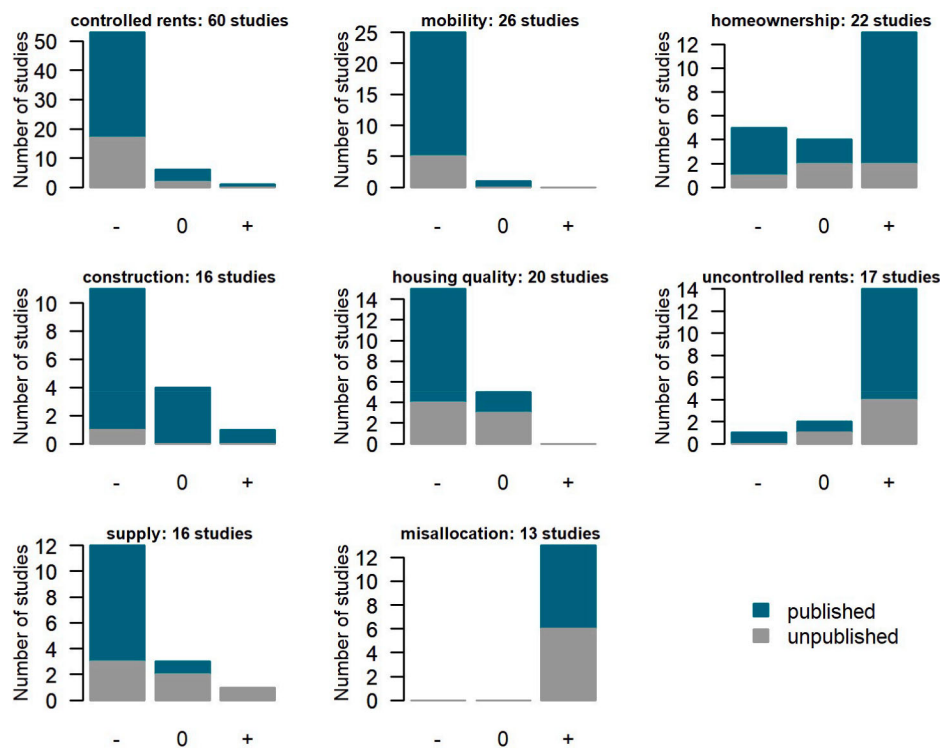 controlled rents: 60 studies
Number of studies
50
40
30
20
10
0
- 0 +
mobility: 26 studies
Number of studies
25
20
15
10
5
0
- 0 +
homeownership: 22 studies
Number of studies
12
10
8
6
4
2
0
- 0 +
construction: 16 studies
Number of studies
10
8
6
4
2
0
- 0 +
housing quality: 20 studies
Number of studies
14
12
10
8
6
4
2
0
- 0 +
uncontrolled rents: 17 studies
Number of studies
14
12
10
8
6
4
2
0
- 0 +
supply: 16 studies
Number of studies
12
10
8
6
4
2
0
- 0 +
misallocation: 13 studies
Number of studies
12
10
8
6
4
2
0
- 0 +
published
unpublished